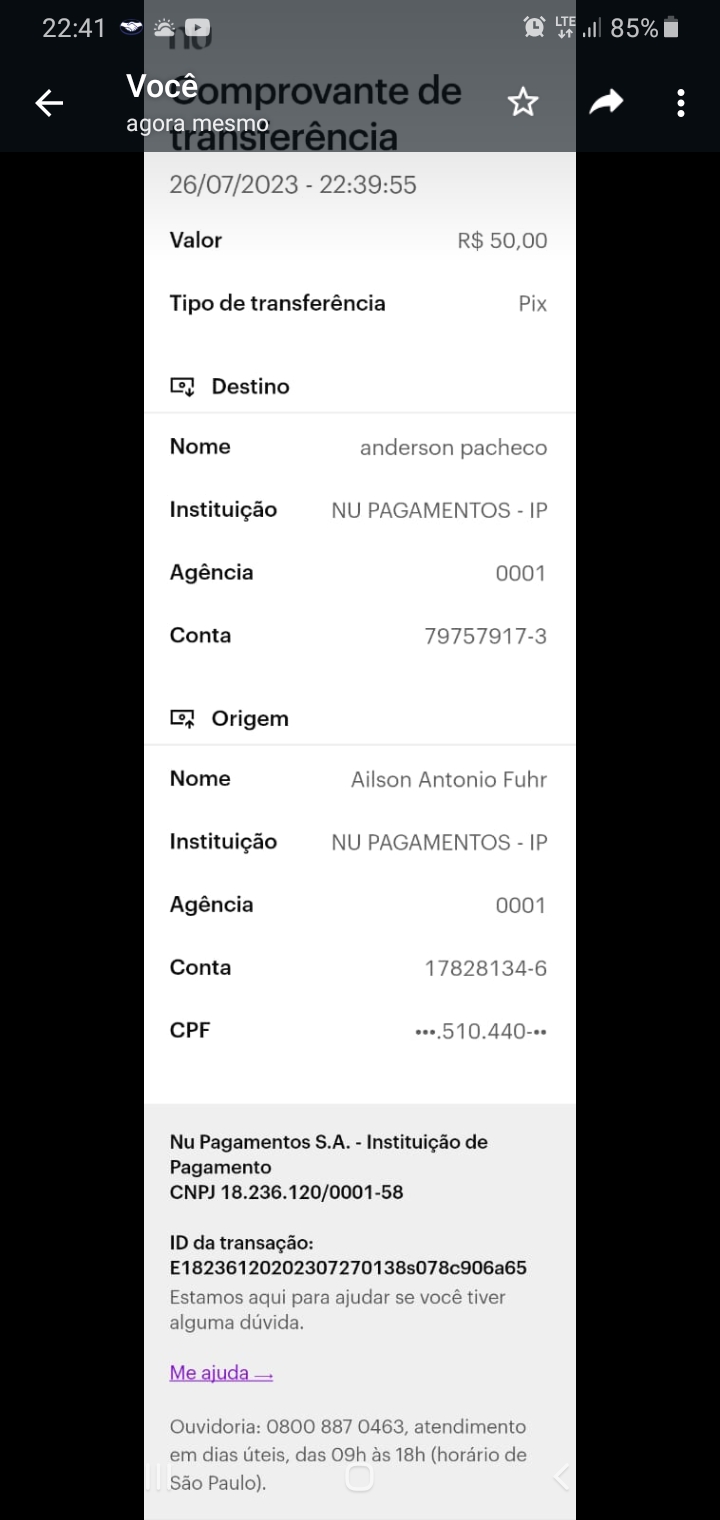 22:41
LTE
85%
nu
Você
Comprovante de
agora mesmo
transferência
26/07/2023 - 22:39:55
Valor R$ 50,00
Tipo de transferência Pix
Destino
Nome anderson pacheco
Instituição NU PAGAMENTOS - IP
Agência 0001
Conta 79757917-3
Origem
Nome Ailson Antonio Fuhr
Instituição NU PAGAMENTOS - IP
Agência 0001
Conta 17828134-6
CPF •••.510.440-••
Nu Pagamentos S.A. - Instituição de
Pagamento
CNPJ 18.236.120/0001-58
ID da transação:
E18236120202307270138s078c906a65
Estamos aqui para ajudar se você tiver
alguma dúvida.
Me ajuda →
Ouvidoria: 0800 887 0463, atendimento
em dias úteis, das 09h às 18h (horário de
São Paulo).